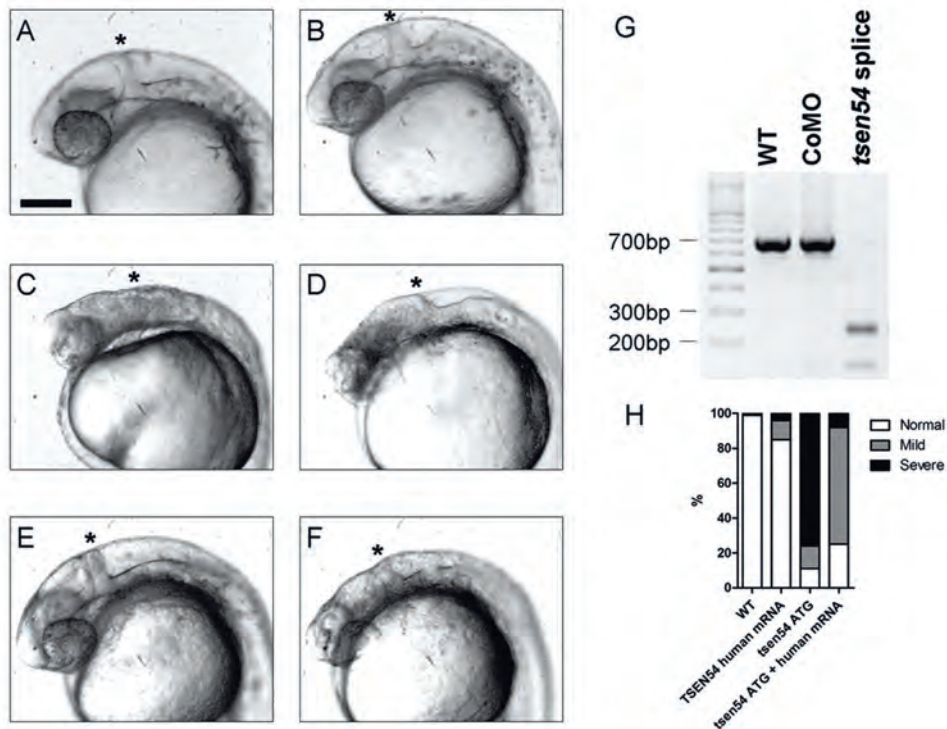 A
*
B
*
C
*
D
*
E
*
F
*
G
WT
CoMO
tsen54 splice
700bp
300bp
200bp
H
100
80
60
40
20
0
%
Normal
Mild
Severe
WT
TSEN54 human mRNA
tsen54 ATG
tsen54 ATG + human mRNA